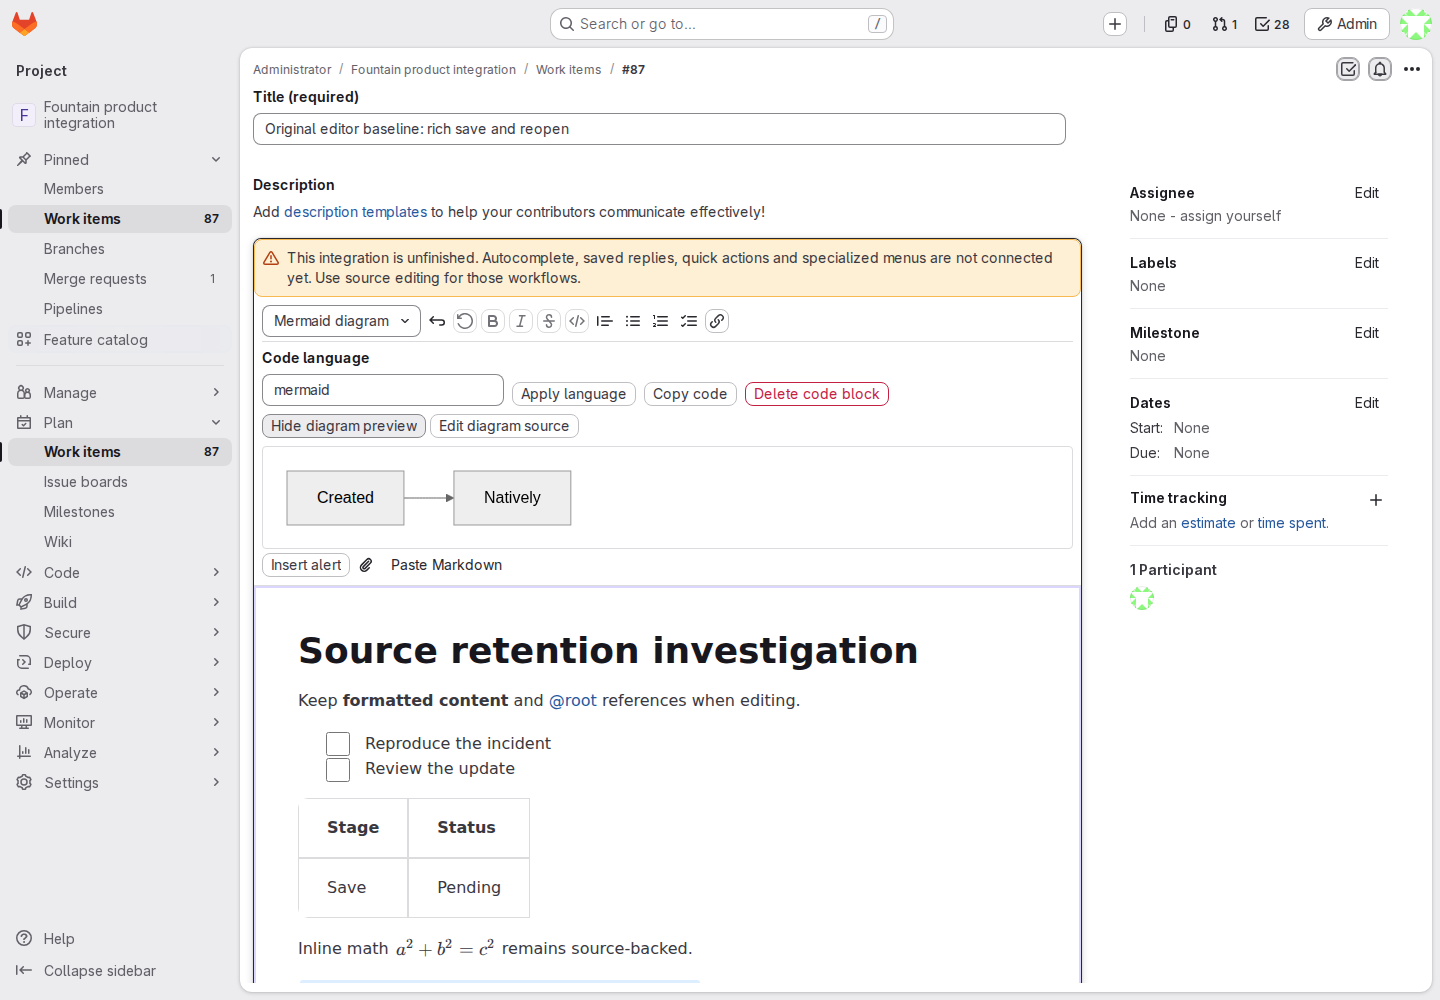 Search or go to...
/
0
1
28
Admin
Project
F
Fountain product integration
Pinned
Members
Work items 87
Branches
Merge requests 1
Pipelines
Feature catalog
Manage
Plan
Work items 87
Issue boards
Milestones
Wiki
Code
Build
Secure
Deploy
Operate
Monitor
Analyze
Settings
Help
Collapse sidebar
Administrator / Fountain product integration / Work items / #87
Title (required)
Original editor baseline: rich save and reopen
Description
Add description templates to help your contributors communicate effectively!
This integration is unfinished. Autocomplete, saved replies, quick actions and specialized menus are not connected
yet. Use source editing for those workflows.
Mermaid diagram
Code language
mermaid
Apply language
Copy code
Delete code block
Hide diagram preview
Edit diagram source
Created
Natively
Insert alert
Paste Markdown
Source retention investigation
Keep formatted content and @root references when editing.
Reproduce the incident
Review the update
Stage Status
Save Pending
Inline math a² + b² = c² remains source-backed.
Assignee Edit
None - assign yourself
Labels Edit
None
Milestone Edit
None
Dates Edit
Start: None
Due: None
Time tracking
Add an estimate or time spent.
1 Participant